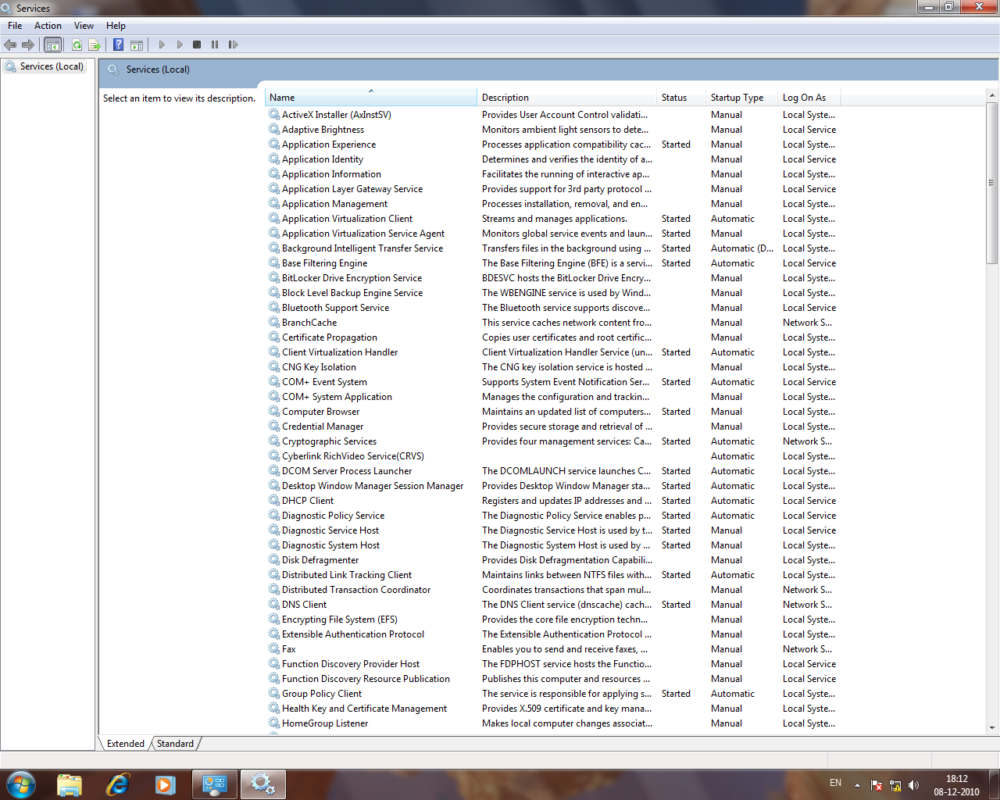 Services
File Action View Help
Services (Local)
Services (Local)
Select an item to view its description.
Name Description Status Startup Type Log On As
ActiveX Installer (AxInstSV) Provides User Account Control validati... Manual Local Syste...
Adaptive Brightness Monitors ambient light sensors to dete... Manual Local Service
Application Experience Processes application compatibility cac... Started Manual Local Syste...
Application Identity Determines and verifies the identity of a... Manual Local Service
Application Information Facilitates the running of interactive ap... Manual Local Syste...
Application Layer Gateway Service Provides support for 3rd party protocol ... Manual Local Service
Application Management Processes installation, removal, and en... Manual Local Syste...
Application Virtualization Client Streams and manages applications. Started Automatic Local Syste...
Application Virtualization Service Agent Monitors global service events and laun... Started Manual Local Syste...
Background Intelligent Transfer Service Transfers files in the background using ... Started Automatic (D... Local Syste...
Base Filtering Engine The Base Filtering Engine (BFE) is a servi... Started Automatic Local Service
BitLocker Drive Encryption Service BDESVC hosts the BitLocker Drive Encry... Manual Local Syste...
Block Level Backup Engine Service The WBENGINE service is used by Wind... Manual Local Syste...
Bluetooth Support Service The Bluetooth service supports discove... Manual Local Service
BranchCache This service caches network content fro... Manual Network S...
Certificate Propagation Copies user certificates and root certific... Manual Local Syste...
Client Virtualization Handler Client Virtualization Handler Service (un... Started Automatic Local Syste...
CNG Key Isolation The CNG key isolation service is hosted ... Manual Local Syste...
COM+ Event System Supports System Event Notification Ser... Started Automatic Local Service
COM+ System Application Manages the configuration and trackin... Manual Local Syste...
Computer Browser Maintains an updated list of computers... Started Manual Local Syste...
Credential Manager Provides secure storage and retrieval of ... Manual Local Syste...
Cryptographic Services Provides four management services: Ca... Started Automatic Network S...
Cyberlink RichVideo Service(CRVS) Automatic Local Syste...
DCOM Server Process Launcher The DCOMLAUNCH service launches C... Started Automatic Local Syste...
Desktop Window Manager Session Manager Provides Desktop Window Manager sta... Started Automatic Local Syste...
DHCP Client Registers and updates IP addresses and ... Started Automatic Local Service
Diagnostic Policy Service The Diagnostic Policy Service enables p... Started Automatic Local Service
Diagnostic Service Host The Diagnostic Service Host is used by t... Started Manual Local Service
Diagnostic System Host The Diagnostic System Host is used by ... Started Manual Local Syste...
Disk Defragmenter Provides Disk Defragmentation Capabili... Manual Local Syste...
Distributed Link Tracking Client Maintains links between NTFS files with... Started Automatic Local Syste...
Distributed Transaction Coordinator Coordinates transactions that span mul... Manual Network S...
DNS Client The DNS Client service (dnscache) cach... Started Manual Network S...
Encrypting File System (EFS) Provides the core file encryption techn... Manual Local Syste...
Extensible Authentication Protocol The Extensible Authentication Protocol ... Manual Local Syste...
Fax Enables you to send and receive faxes, ... Manual Network S...
Function Discovery Provider Host The FDPHOST service hosts the Functio... Manual Local Service
Function Discovery Resource Publication Publishes this computer and resources ... Manual Local Service
Group Policy Client The service is responsible for applying s... Started Automatic Local Syste...
Health Key and Certificate Management Provides X.509 certificate and key mana... Manual Local Syste...
HomeGroup Listener Makes local computer changes associat... Manual Local Syste...
Extended Standard
EN 18:12
08-12-2010